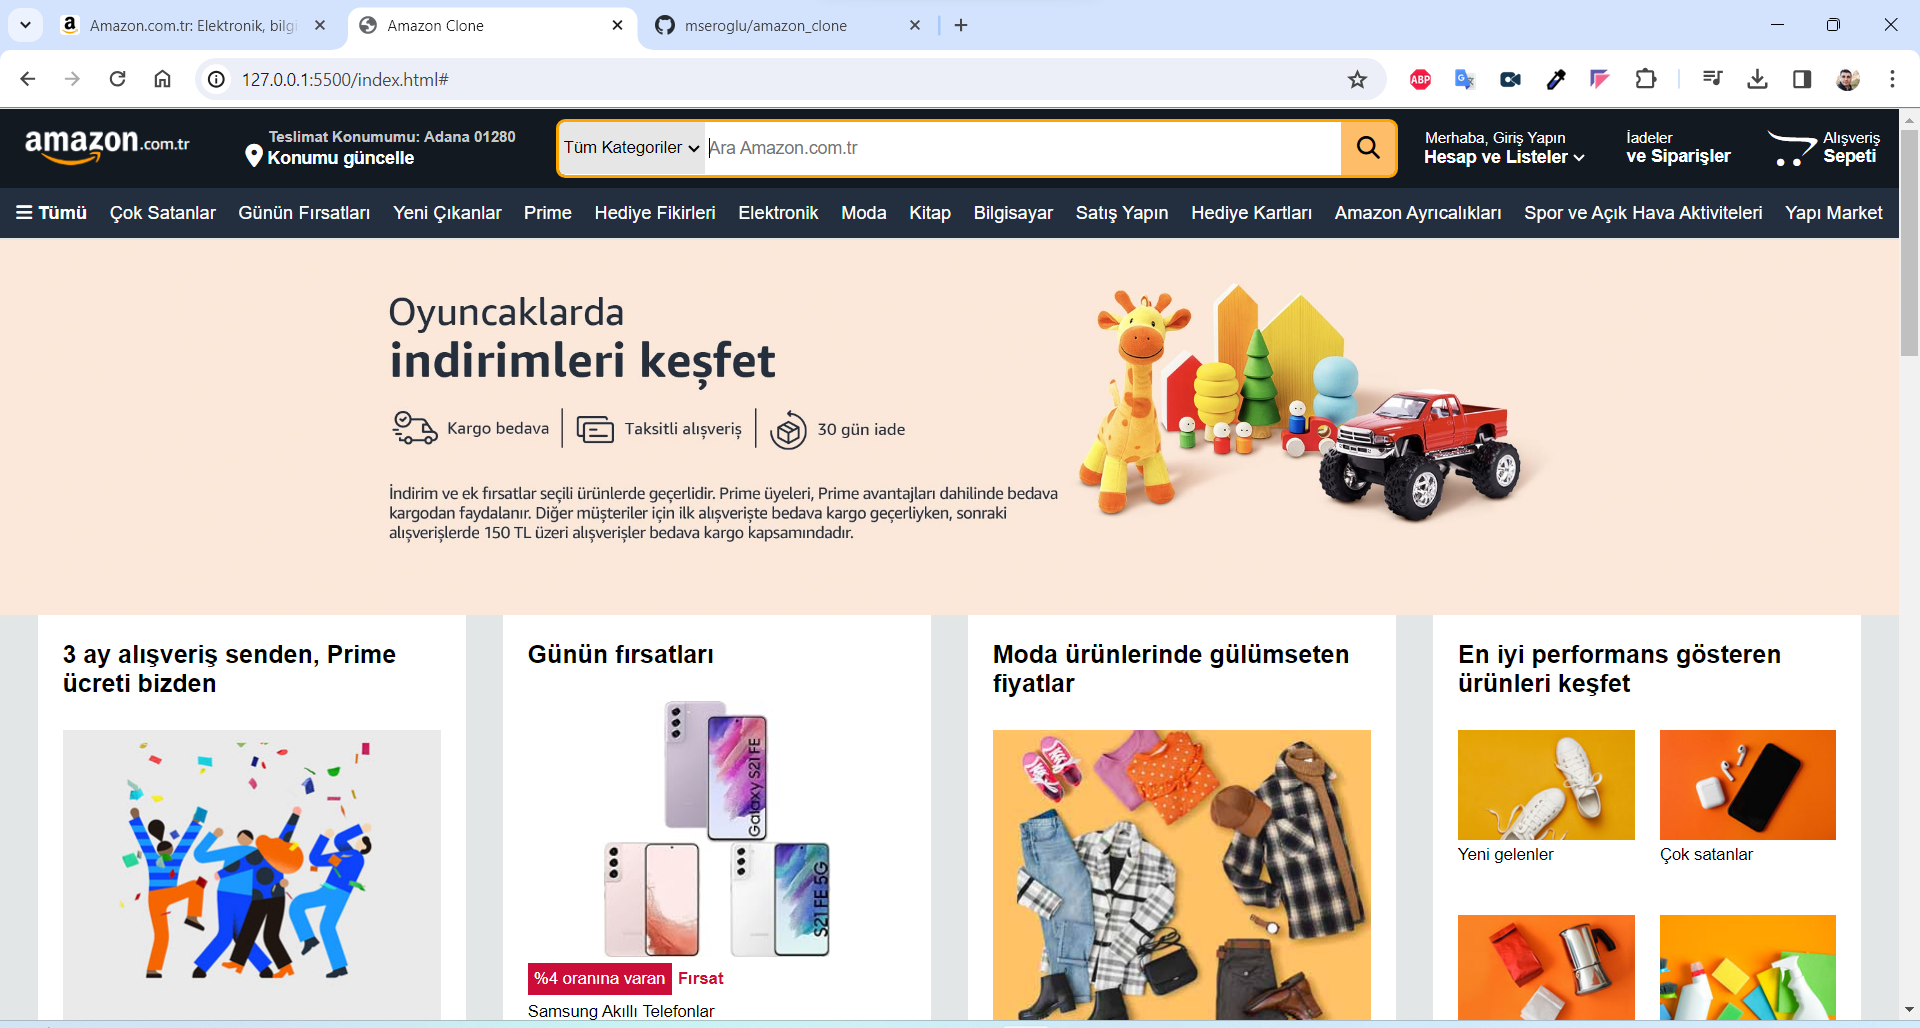 Amazon.com.tr: Elektronik, bilgi
Amazon Clone
mseroglu/amazon_clone
127.0.0.1:5500/index.html#
ABP
amazon.com.tr
Teslimat Konumumu: Adana 01280
Konumu güncelle
Tüm Kategoriler
Ara Amazon.com.tr
Merhaba, Giriş Yapın
Hesap ve Listeler
İadeler
ve Siparişler
Alışveriş
Sepeti
Tümü Çok Satanlar Günün Fırsatları Yeni Çıkanlar Prime Hediye Fikirleri Elektronik Moda Kitap Bilgisayar Satış Yapın Hediye Kartları Amazon Ayrıcalıkları Spor ve Açık Hava Aktiviteleri Yapı Market
Oyuncaklarda
indirimleri keşfet
Kargo bedava
Taksitli alışveriş
30 gün iade
İndirim ve ek fırsatlar seçili ürünlerde geçerlidir. Prime üyeleri, Prime avantajları dahilinde bedava
kargodan faydalanır. Diğer müşteriler için ilk alışverişte bedava kargo geçerliyken, sonraki
alışverişlerde 150 TL üzeri alışverişler bedava kargo kapsamındadır.
3 ay alışveriş senden, Prime
ücreti bizden
Günün fırsatları
Galaxy S21 FE
S21 FE 5G
%4 oranına varan Fırsat
Samsung Akıllı Telefonlar
Moda ürünlerinde gülümseten
fiyatlar
En iyi performans gösteren
ürünleri keşfet
Yeni gelenler
Çok satanlar